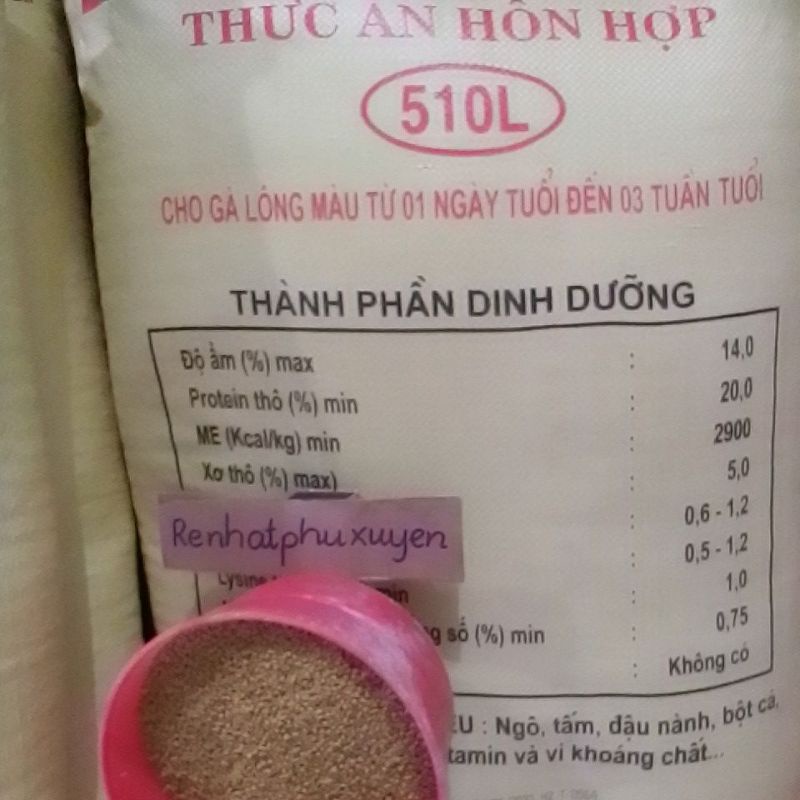 THỨC ĂN HỖN HỢP
510L
CHO GÀ LÔNG MÀU TỪ 01 NGÀY TUỔI ĐẾN 03 TUẦN TUỔI
THÀNH PHẦN DINH DƯỠNG
Độ ẩm (%) max : 14,0
Protein thô (%) min : 20,0
ME (Kcal/kg) min : 2900
Xơ thô (%) max) : 5,0
: 0,6 - 1,2
Renhatphuxuyen
: 0,5 - 1,2
Lysine min : 1,0
số (%) min : 0,75
: Không có
: Ngô, tấm, đậu nành, bột cá,
và vi khoáng chất...